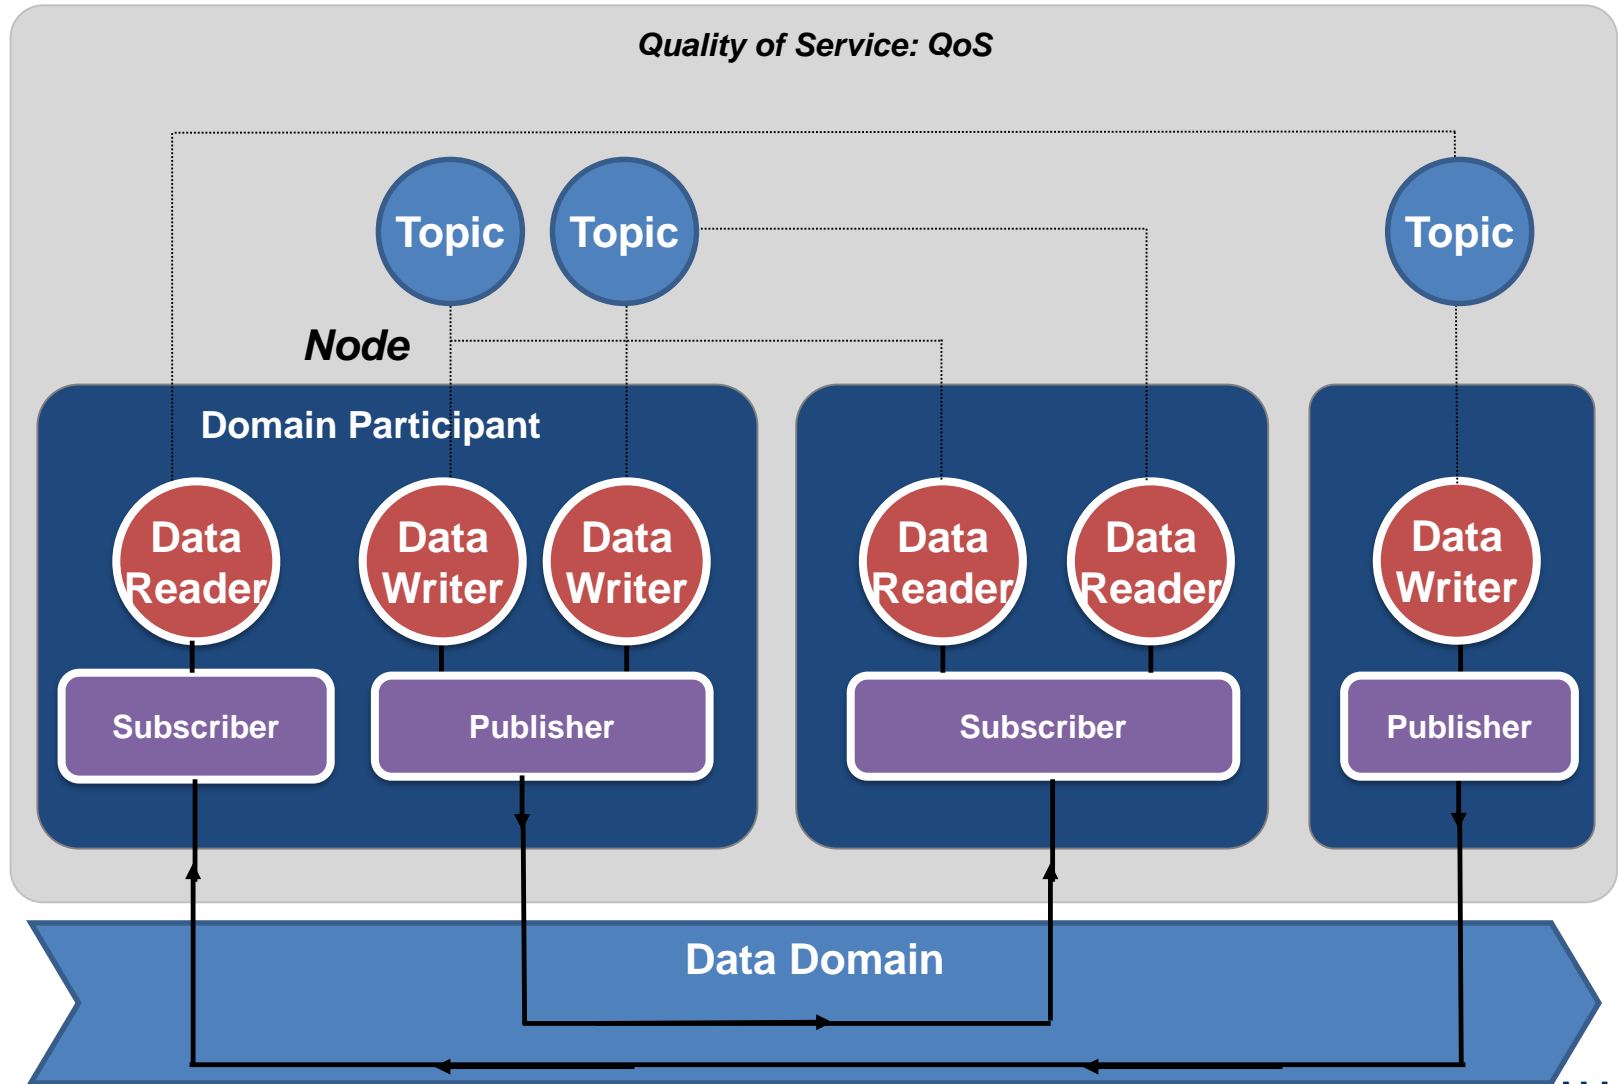 Quality of Service: QoS
Topic
Topic
Topic
Node
Domain Participant
Data
Reader
Data
Writer
Data
Writer
Data
Reader
Data
Reader
Data
Writer
Subscriber
Publisher
Subscriber
Publisher
Data Domain